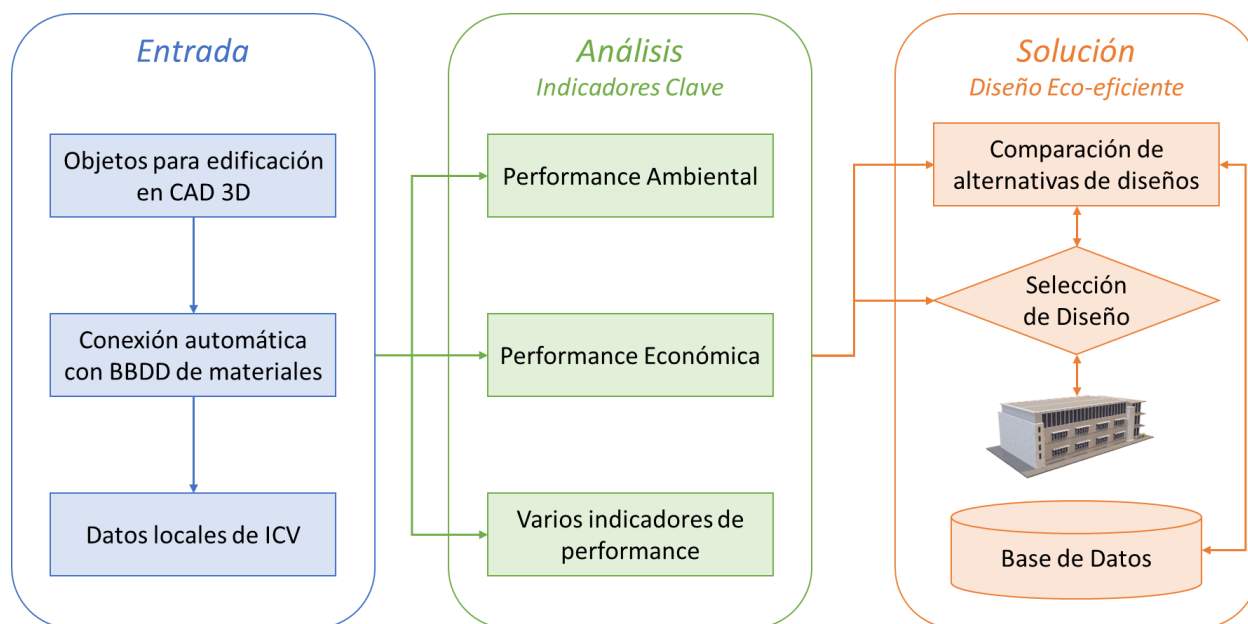 Entrada
Objetos para edificación
en CAD 3D
Conexión automática
con BBDD de materiales
Datos locales de ICV
Análisis
Indicadores Clave
Performance Ambiental
Performance Económica
Varios indicadores de
performance
Solución
Diseño Eco-eficiente
Comparación de
alternativas de diseños
Selección
de Diseño
Base de Datos